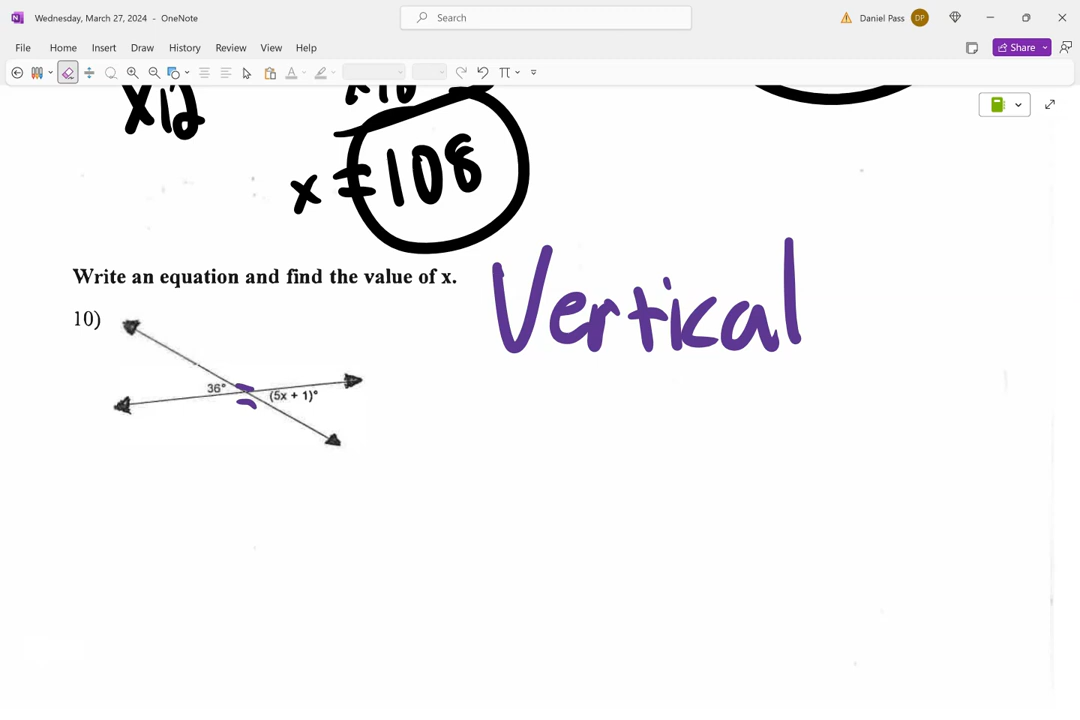 Wednesday, March 27, 2024 - OneNote
Search
Daniel Pass
DP
File Home Insert Draw History Review View Help
Share
x12
x = 108
Write an equation and find the value of x.
Vertical
10)
36°
(5x + 1)°